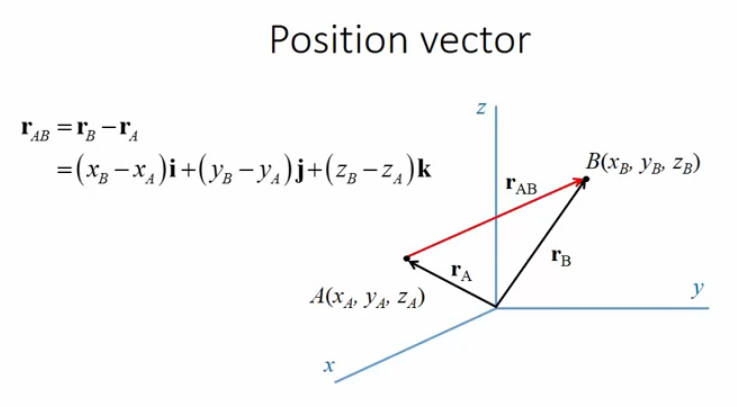 Position vector
r_AB = r_B − r_A
= (x_B − x_A)i + (y_B − y_A)j + (z_B − z_A)k
z
B(x_B, y_B, z_B)
r_AB
r_B
r_A
A(x_A, y_A, z_A)
y
x